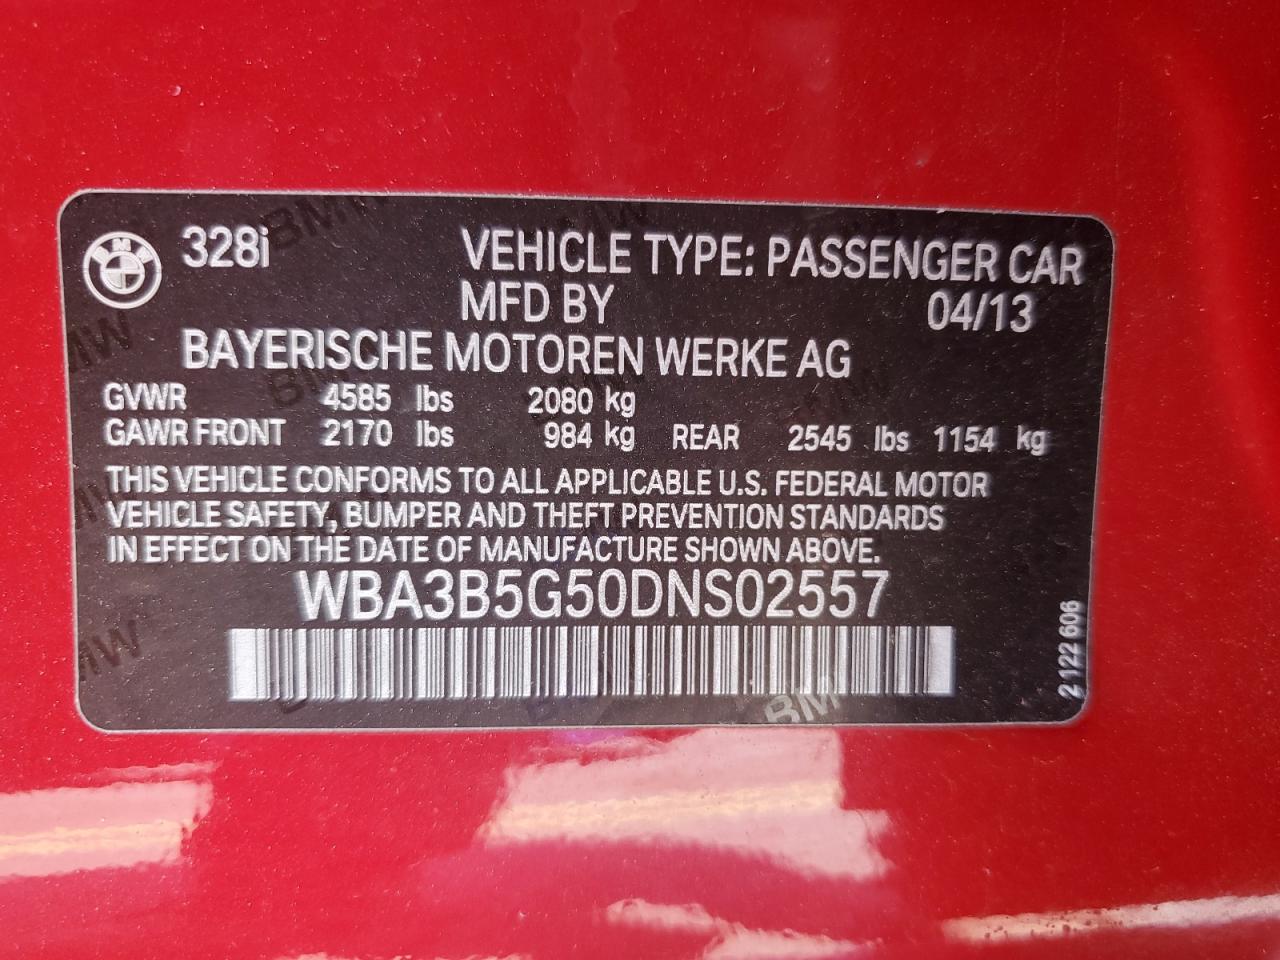 328i VEHICLE TYPE: PASSENGER CAR
MFD BY 04/13
BAYERISCHE MOTOREN WERKE AG
GVWR 4585 lbs 2080 kg
GAWR FRONT 2170 lbs 984 kg REAR 2545 lbs 1154 kg
THIS VEHICLE CONFORMS TO ALL APPLICABLE U.S. FEDERAL MOTOR
VEHICLE SAFETY, BUMPER AND THEFT PREVENTION STANDARDS
IN EFFECT ON THE DATE OF MANUFACTURE SHOWN ABOVE.
WBA3B5G50DNS02557
2 122 606
BMW